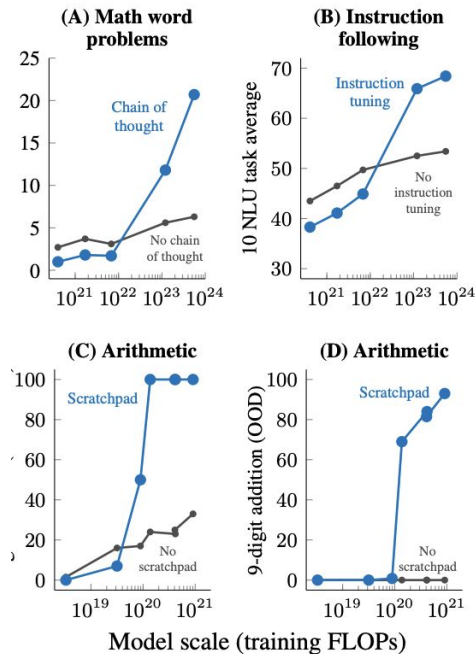 (A) Math word
problems
25
20
15
10
5
0
Chain of
thought
No chain
of thought
10^21 10^22 10^23 10^24
(B) Instruction
following
10 NLU task average
70
60
50
40
30
Instruction
tuning
No
instruction
tuning
10^21 10^22 10^23 10^24
(C) Arithmetic
100
80
60
40
20
0
Scratchpad
No
scratchpad
10^19 10^20 10^21
(D) Arithmetic
9-digit addition (OOD)
100
80
60
40
20
0
Scratchpad
No
scratchpad
10^19 10^20 10^21
Model scale (training FLOPs)